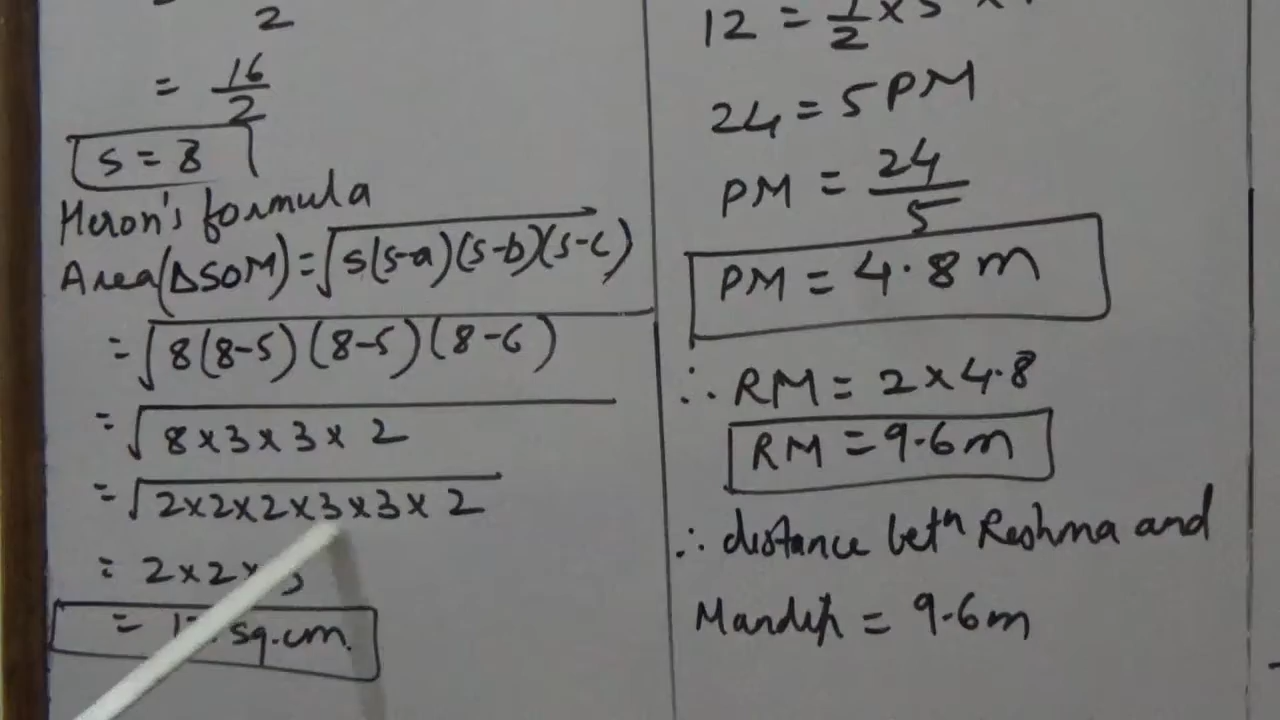 2
= 16/2
s = 8
Heron's formula
Area(ΔSOM) = √s(s-a)(s-b)(s-c)
= √8(8-5)(8-5)(8-6)
= √8×3×3×2
= √2×2×2×3×3×2
= 2×2×
= sq.cm.
12 = 1/2 × 5 ×
24 = 5PM
PM = 24/5
PM = 4.8 m
∴ RM = 2×4.8
RM = 9.6m
∴ distance betⁿ Reshma and
Mandip = 9.6m